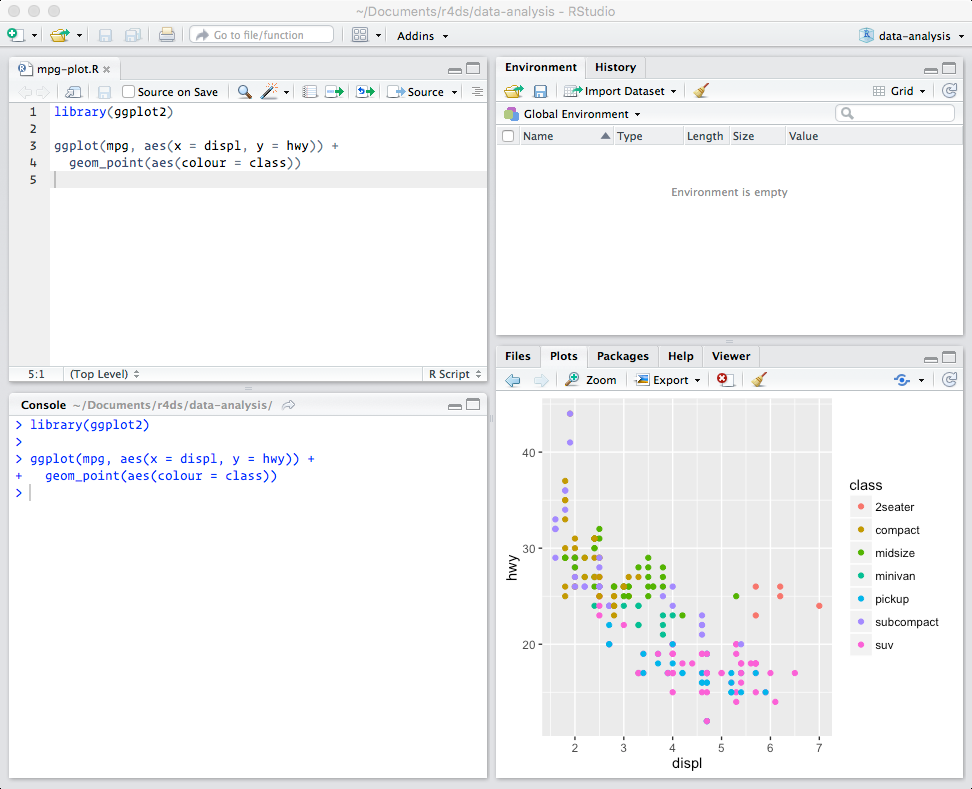 ~/Documents/r4ds/data-analysis - RStudio
Go to file/function
Addins
data-analysis
mpg-plot.R
Source on Save
Source
1 library(ggplot2)
2
3 ggplot(mpg, aes(x = displ, y = hwy)) +
4 geom_point(aes(colour = class))
5
5:1 (Top Level) R Script
Console ~/Documents/r4ds/data-analysis/
> library(ggplot2)
>
> ggplot(mpg, aes(x = displ, y = hwy)) +
+ geom_point(aes(colour = class))
>
Environment History
Import Dataset Grid
Global Environment
Name Type Length Size Value
Environment is empty
Files Plots Packages Help Viewer
Zoom Export
40
30
20
hwy
2 3 4 5 6 7
displ
class
2seater
compact
midsize
minivan
pickup
subcompact
suv